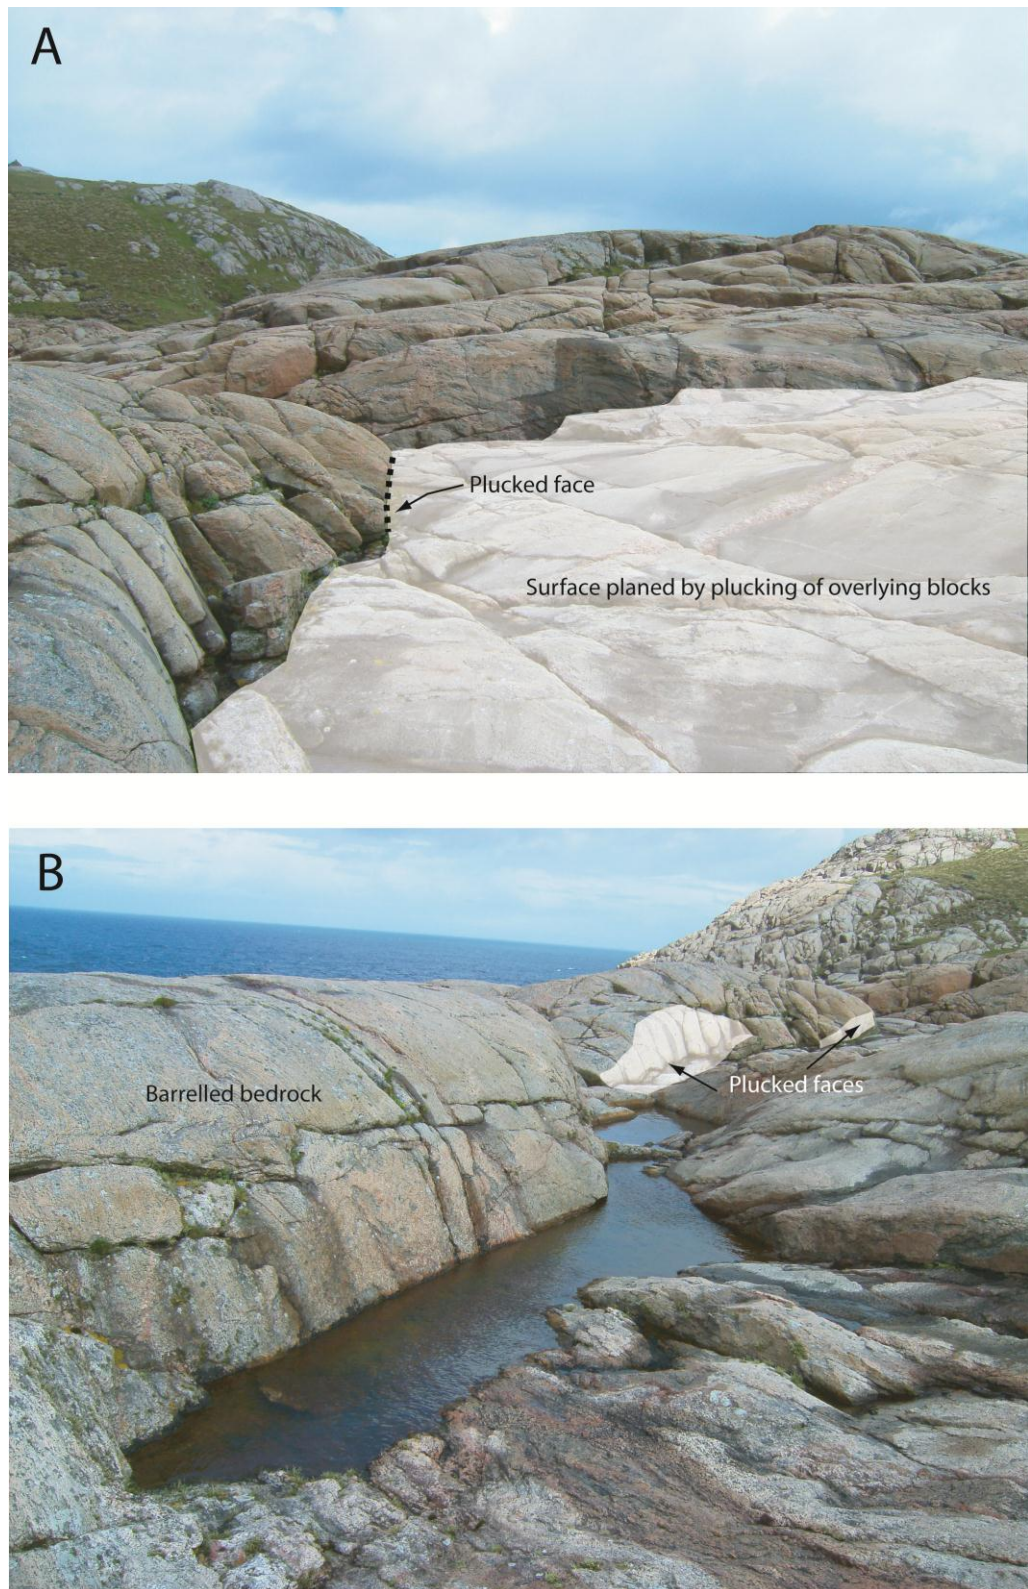 A
Plucked face
Surface planed by plucking of overlying blocks
B
Barrelled bedrock
Plucked faces